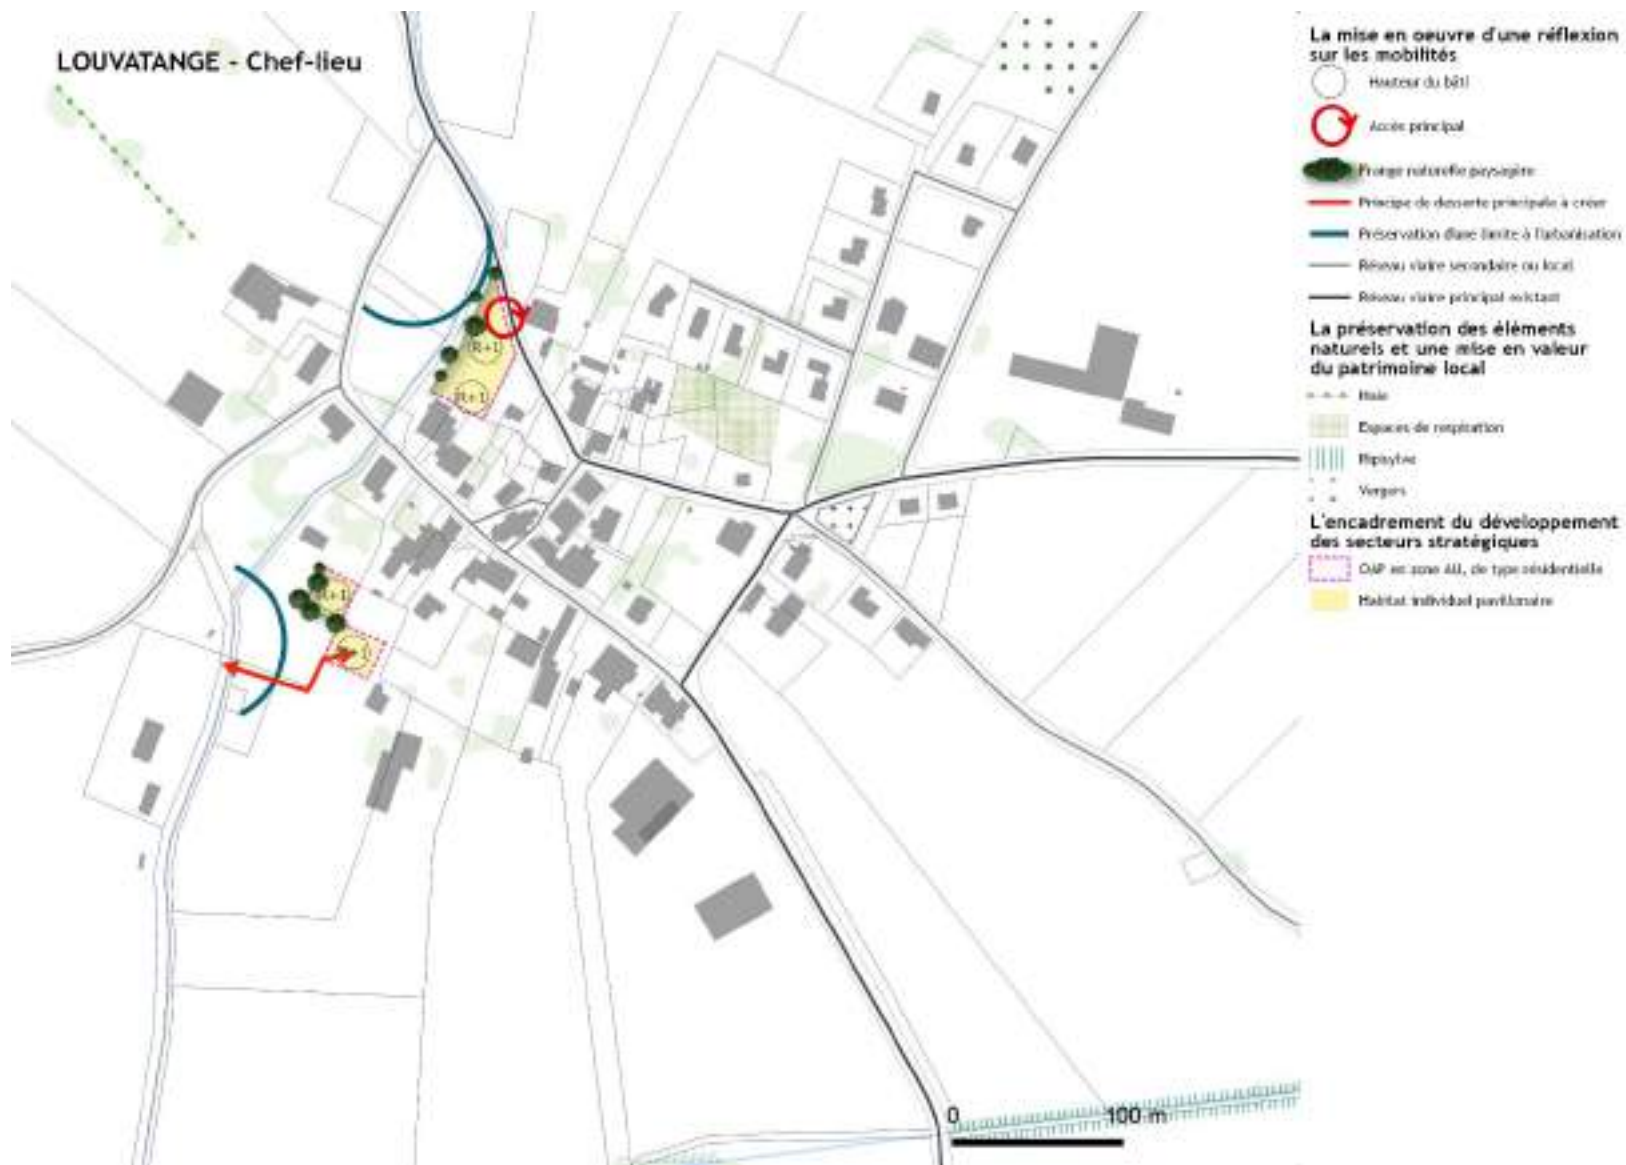 LOUVATANGE - Chef-lieu
La mise en oeuvre d'une réflexion
sur les mobilités
Hauteur du bâti
Accès principal
Frange naturelle paysagère
Principe de desserte principale à créer
Préservation d'une limite à l'urbanisation
Réseau viaire secondaire ou local
Réseau viaire principal existant
La préservation des éléments
naturels et une mise en valeur
du patrimoine local
Haie
Espaces de respiration
Ripisylve
Vergers
L'encadrement du développement
des secteurs stratégiques
OAP en zone AU, de type résidentielle
Habitat individuel pavillonaire
R+1
R+1
R+1
0
100 m